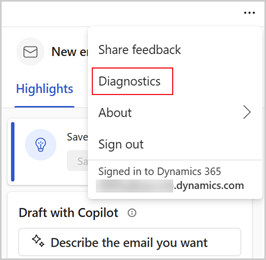 New e
Share feedback
Diagnostics
Highlights
About
Sign out
Save
Sa
Signed in to Dynamics 365
.dynamics.com
Draft with Copilot
Describe the email you want